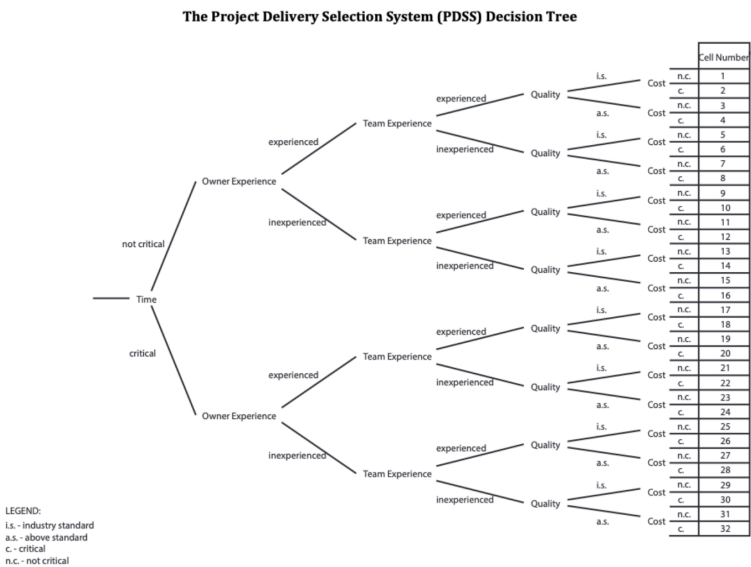 The Project Delivery Selection System (PDSS) Decision Tree
Cell Number
i.s. Cost n.c. 1
c. 2
experienced Quality
a.s. Cost n.c. 3
c. 4
Team Experience
i.s. Cost n.c. 5
c. 6
inexperienced Quality
a.s. Cost n.c. 7
c. 8
experienced
Owner Experience
i.s. Cost n.c. 9
c. 10
experienced Quality
a.s. Cost n.c. 11
c. 12
inexperienced
Team Experience
i.s. Cost n.c. 13
c. 14
inexperienced Quality
a.s. Cost n.c. 15
c. 16
not critical
Time
critical
i.s. Cost n.c. 17
c. 18
experienced Quality
a.s. Cost n.c. 19
c. 20
Team Experience
i.s. Cost n.c. 21
c. 22
inexperienced Quality
a.s. Cost n.c. 23
c. 24
experienced
Owner Experience
i.s. Cost n.c. 25
c. 26
experienced Quality
a.s. Cost n.c. 27
c. 28
inexperienced
Team Experience
i.s. Cost n.c. 29
c. 30
inexperienced Quality
a.s. Cost n.c. 31
c. 32
LEGEND:
i.s. - industry standard
a.s. - above standard
c. - critical
n.c. - not critical